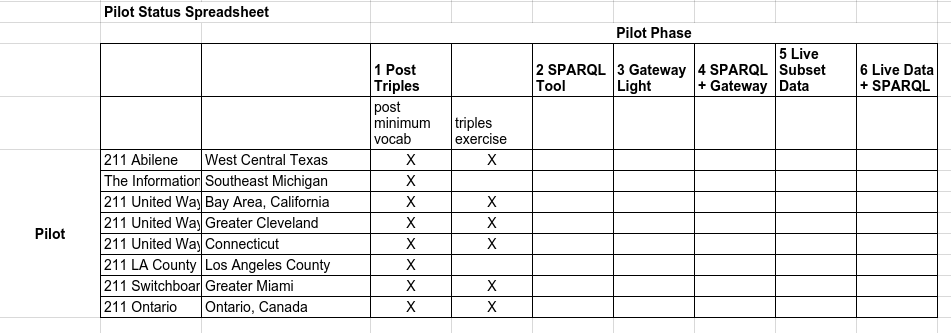 Pilot Status Spreadsheet
Pilot Phase
1 Post Triples 2 SPARQL Tool 3 Gateway Light 4 SPARQL + Gateway 5 Live Subset Data 6 Live Data + SPARQL
post minimum vocab triples exercise
Pilot
211 Abilene West Central Texas X X
The Information Southeast Michigan X
211 United Way Bay Area, California X X
211 United Way Greater Cleveland X X
211 United Way Connecticut X X
211 LA County Los Angeles County X
211 Switchboar Greater Miami X X
211 Ontario Ontario, Canada X X